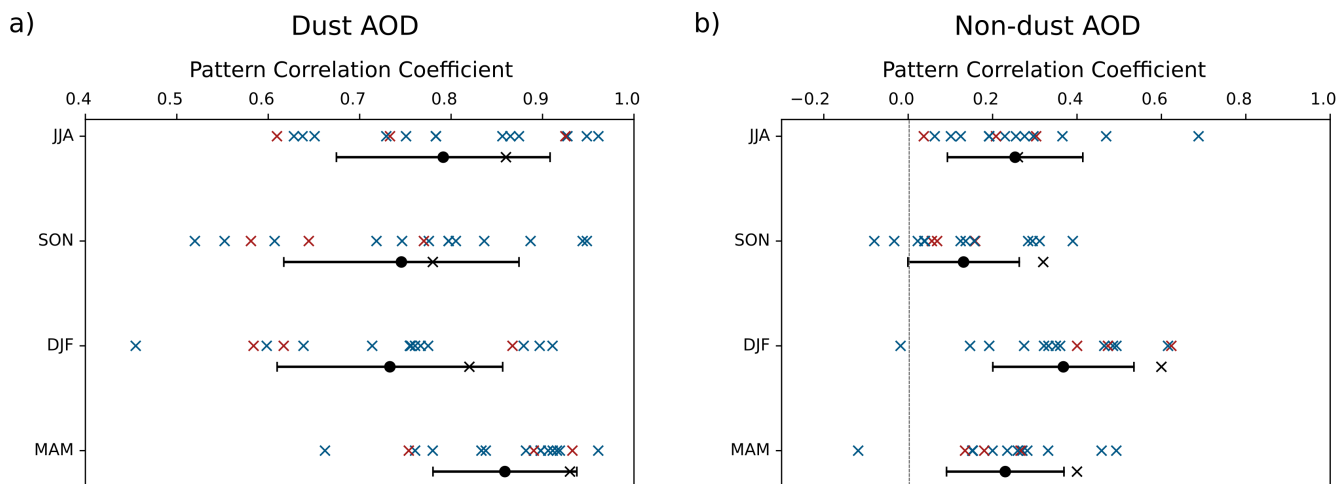 a)
Dust AOD
Pattern Correlation Coefficient
0.4 0.5 0.6 0.7 0.8 0.9 1.0
JJA
SON
DJF
MAM
b)
Non-dust AOD
Pattern Correlation Coefficient
−0.2 0.0 0.2 0.4 0.6 0.8 1.0
JJA
SON
DJF
MAM